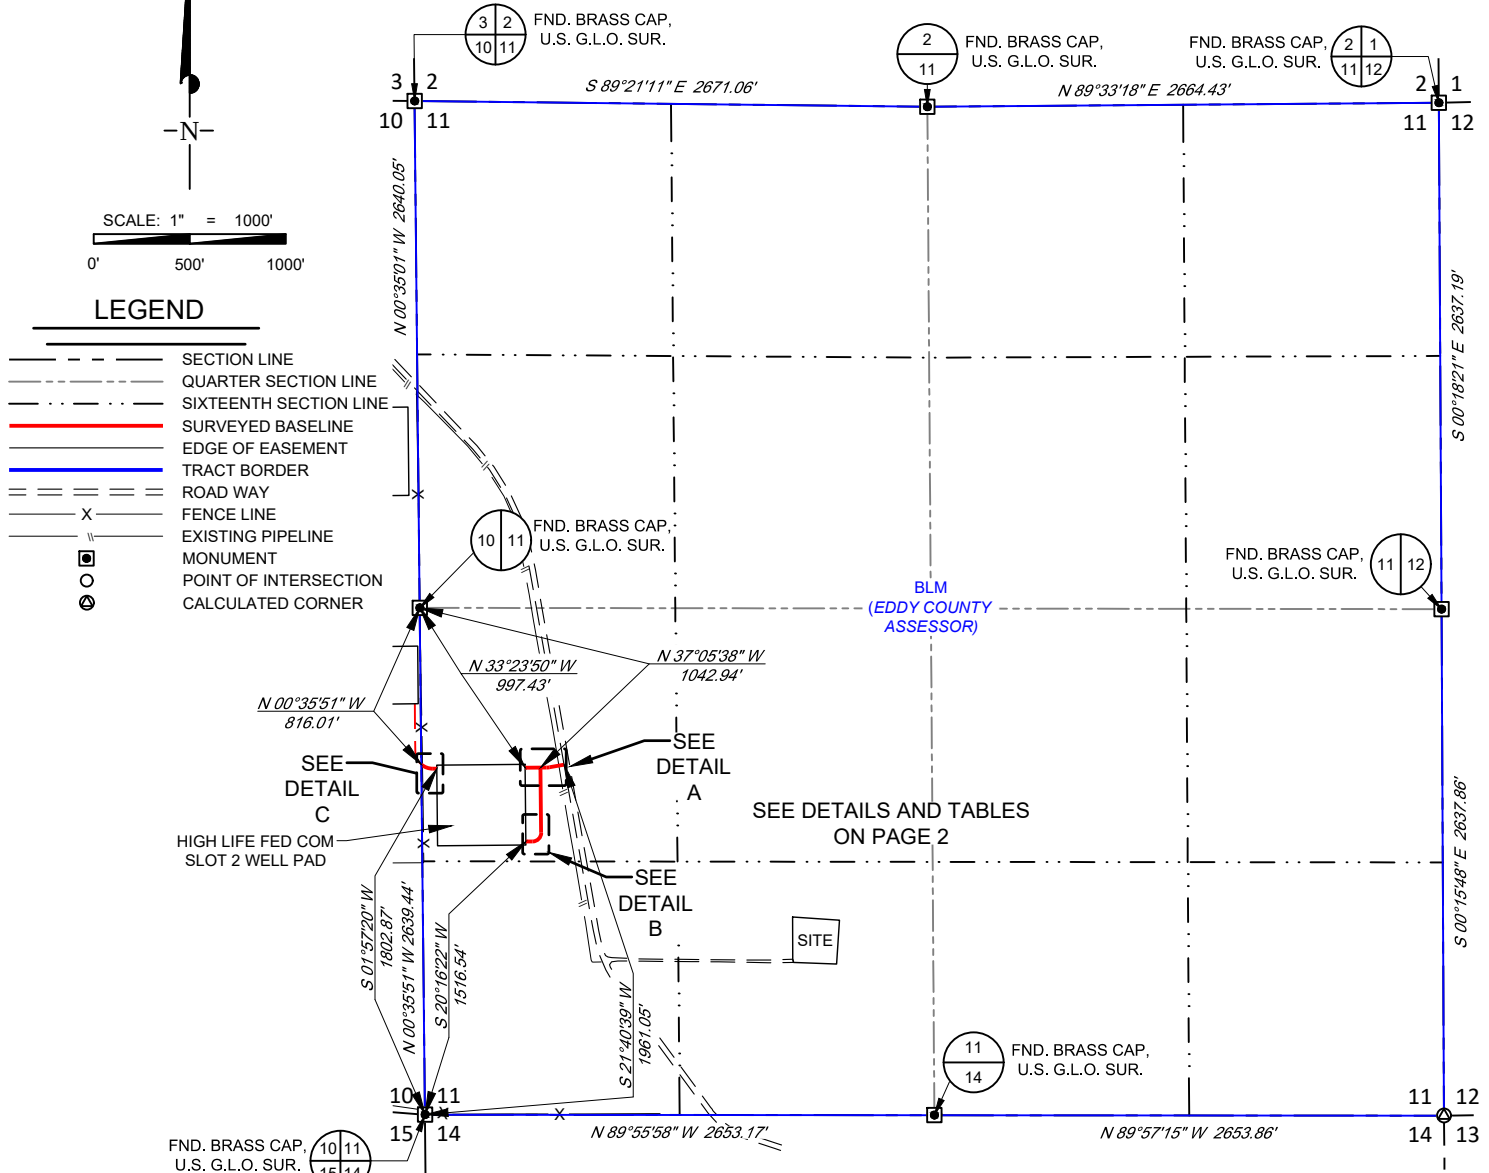 3 2
10 11
FND. BRASS CAP,
U.S. G.L.O. SUR.
2
11
FND. BRASS CAP,
U.S. G.L.O. SUR.
FND. BRASS CAP,
U.S. G.L.O. SUR.
2 1
11 12
3 2
10 11
S 89°21'11" E 2671.06'
N 89°33'18" E 2664.43'
2 1
11 12
N
SCALE: 1" = 1000'
0' 500' 1000'
LEGEND
SECTION LINE
QUARTER SECTION LINE
SIXTEENTH SECTION LINE
SURVEYED BASELINE
EDGE OF EASEMENT
TRACT BORDER
ROAD WAY
X FENCE LINE
\\ EXISTING PIPELINE
MONUMENT
POINT OF INTERSECTION
CALCULATED CORNER
N 00°35'01" W 2640.05'
S 00°18'21" E 2637.19'
10 11
FND. BRASS CAP,
U.S. G.L.O. SUR.
FND. BRASS CAP,
U.S. G.L.O. SUR.
11 12
BLM
(EDDY COUNTY
ASSESSOR)
N 33°23'50" W
997.43'
N 37°05'38" W
1042.94'
N 00°35'51" W
816.01'
SEE
DETAIL
C
SEE
DETAIL
A
HIGH LIFE FED COM
SLOT 2 WELL PAD
SEE DETAILS AND TABLES
ON PAGE 2
SEE
DETAIL
B
SITE
S 01°57'20" W
1802.87'
N 00°35'51" W 2639.44'
S 20°16'22" W
1516.54'
S 21°40'39" W
1961.05'
S 00°15'48" E 2637.86'
11
14
FND. BRASS CAP,
U.S. G.L.O. SUR.
10 11
15 14
N 89°55'58" W 2653.17'
N 89°57'15" W 2653.86'
11 12
14 13
FND. BRASS CAP,
U.S. G.L.O. SUR.
10 11
15 14